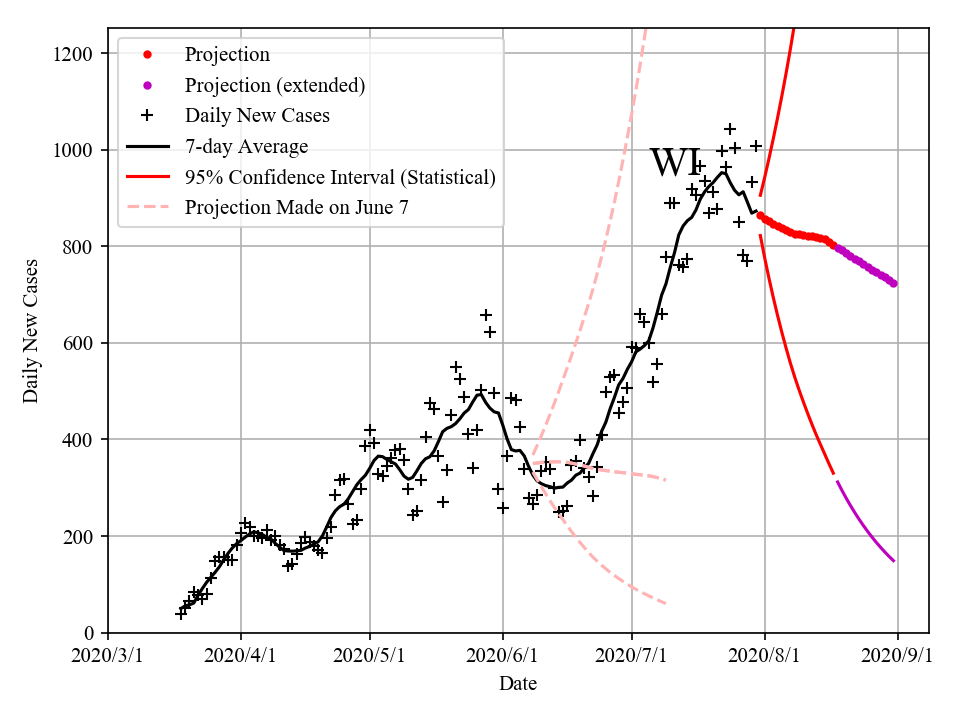 1200
1000
800
600
400
200
0
Daily New Cases
Projection
Projection (extended)
Daily New Cases
7-day Average
95% Confidence Interval (Statistical)
Projection Made on June 7
WI
2020/3/1 2020/4/1 2020/5/1 2020/6/1 2020/7/1 2020/8/1 2020/9/1
Date